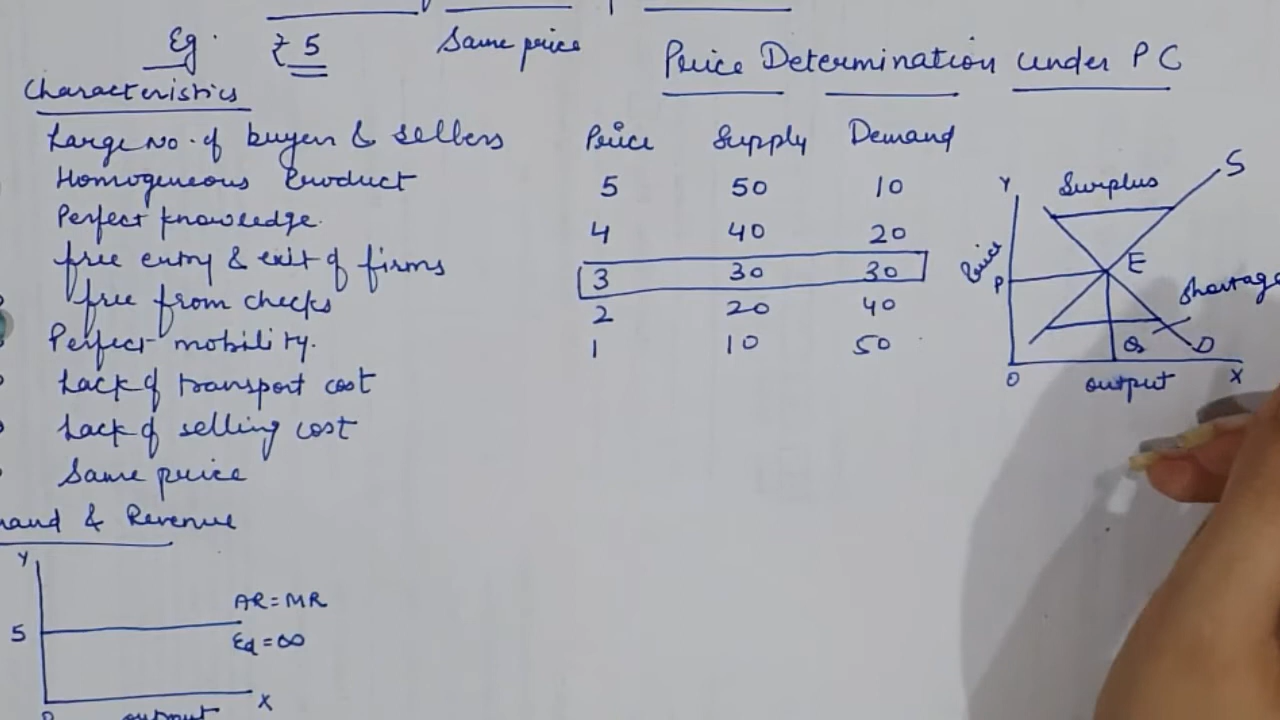 Eg. ₹ 5 Same price
Characteristics
Large No. of buyers & sellers
Homogeneous Product
Perfect knowledge.
free entry & exit of firms
free from checks
Perfect mobility.
Lack of transport cost
Lack of selling cost
Same price
& Revenue
Y
5
AR=MR
Ed=∞
X
output
Price Determination under PC
Price Supply Demand
5 50 10
4 40 20
3 30 30
2 20 40
1 10 50
Y Surplus S
Price
P E
Shortage
Q D
O output X